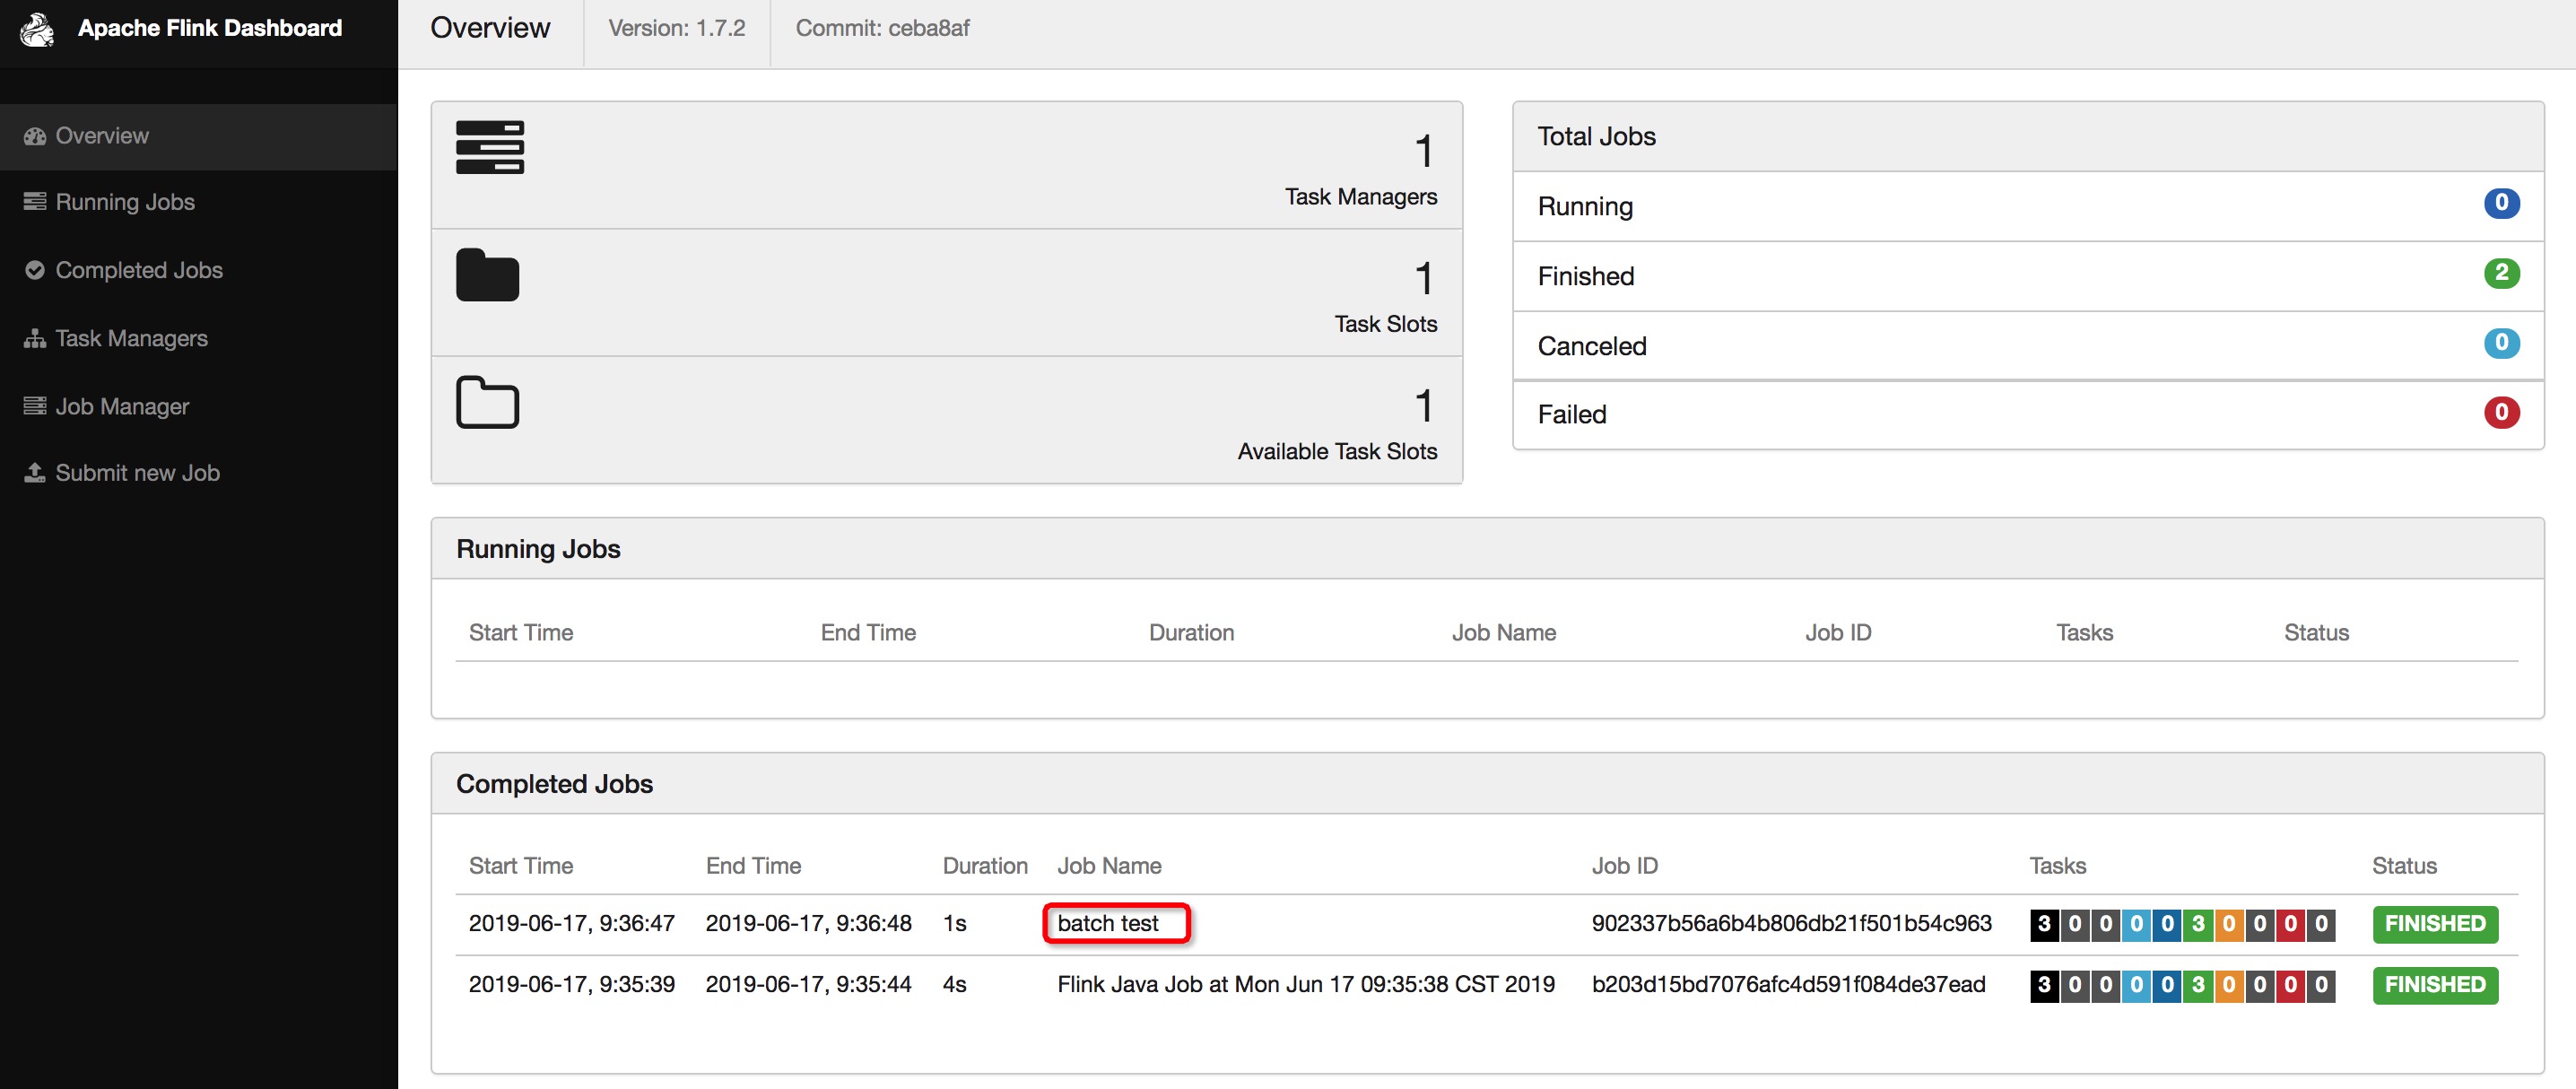 Apache Flink Dashboard
Overview
Version: 1.7.2
Commit: ceba8af
Overview
Running Jobs
Completed Jobs
Task Managers
Job Manager
Submit new Job
1
Task Managers
1
Task Slots
1
Available Task Slots
Total Jobs
Running 0
Finished 2
Canceled 0
Failed 0
Running Jobs
Start Time End Time Duration Job Name Job ID Tasks Status
Completed Jobs
Start Time End Time Duration Job Name Job ID Tasks Status
2019-06-17, 9:36:47 2019-06-17, 9:36:48 1s batch test 902337b56a6b4b806db21f501b54c963 3 0 0 0 0 3 0 0 0 0 FINISHED
2019-06-17, 9:35:39 2019-06-17, 9:35:44 4s Flink Java Job at Mon Jun 17 09:35:38 CST 2019 b203d15bd7076afc4d591f084de37ead 3 0 0 0 0 3 0 0 0 0 FINISHED